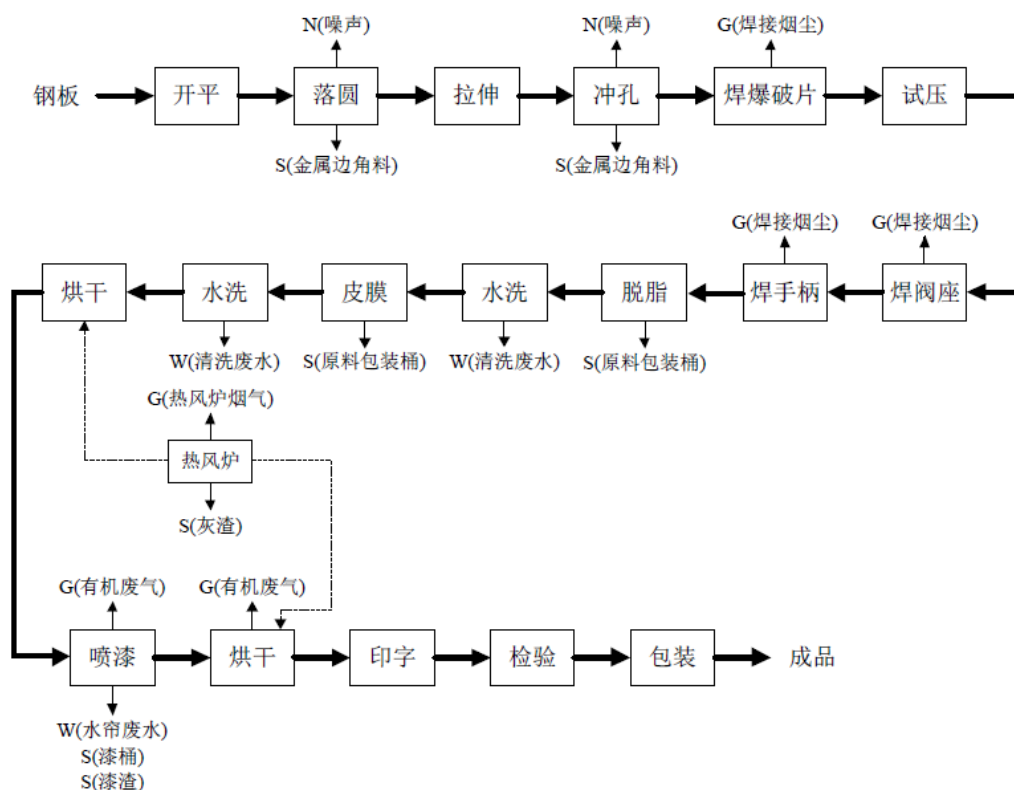 N(噪声)
N(噪声)
G(焊接烟尘)
钢板
开平
落圆
拉伸
冲孔
焊爆破片
试压
S(金属边角料)
S(金属边角料)
G(焊接烟尘)
G(焊接烟尘)
烘干
水洗
皮膜
水洗
脱脂
焊手柄
焊阀座
W(清洗废水)
S(原料包装桶)
W(清洗废水)
S(原料包装桶)
G(热风炉烟气)
热风炉
S(灰渣)
G(有机废气)
G(有机废气)
喷漆
烘干
印字
检验
包装
成品
W(水帘废水)
S(漆桶)
S(漆渣)